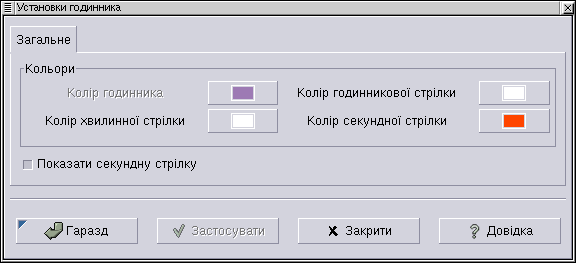 Установки годинника
Загальне
Кольори
Колір годинника
Колір годинникової стрілки
Колір хвилинної стрілки
Колір секундної стрілки
Показати секундну стрілку
Гаразд
Застосувати
Закрити
Довідка